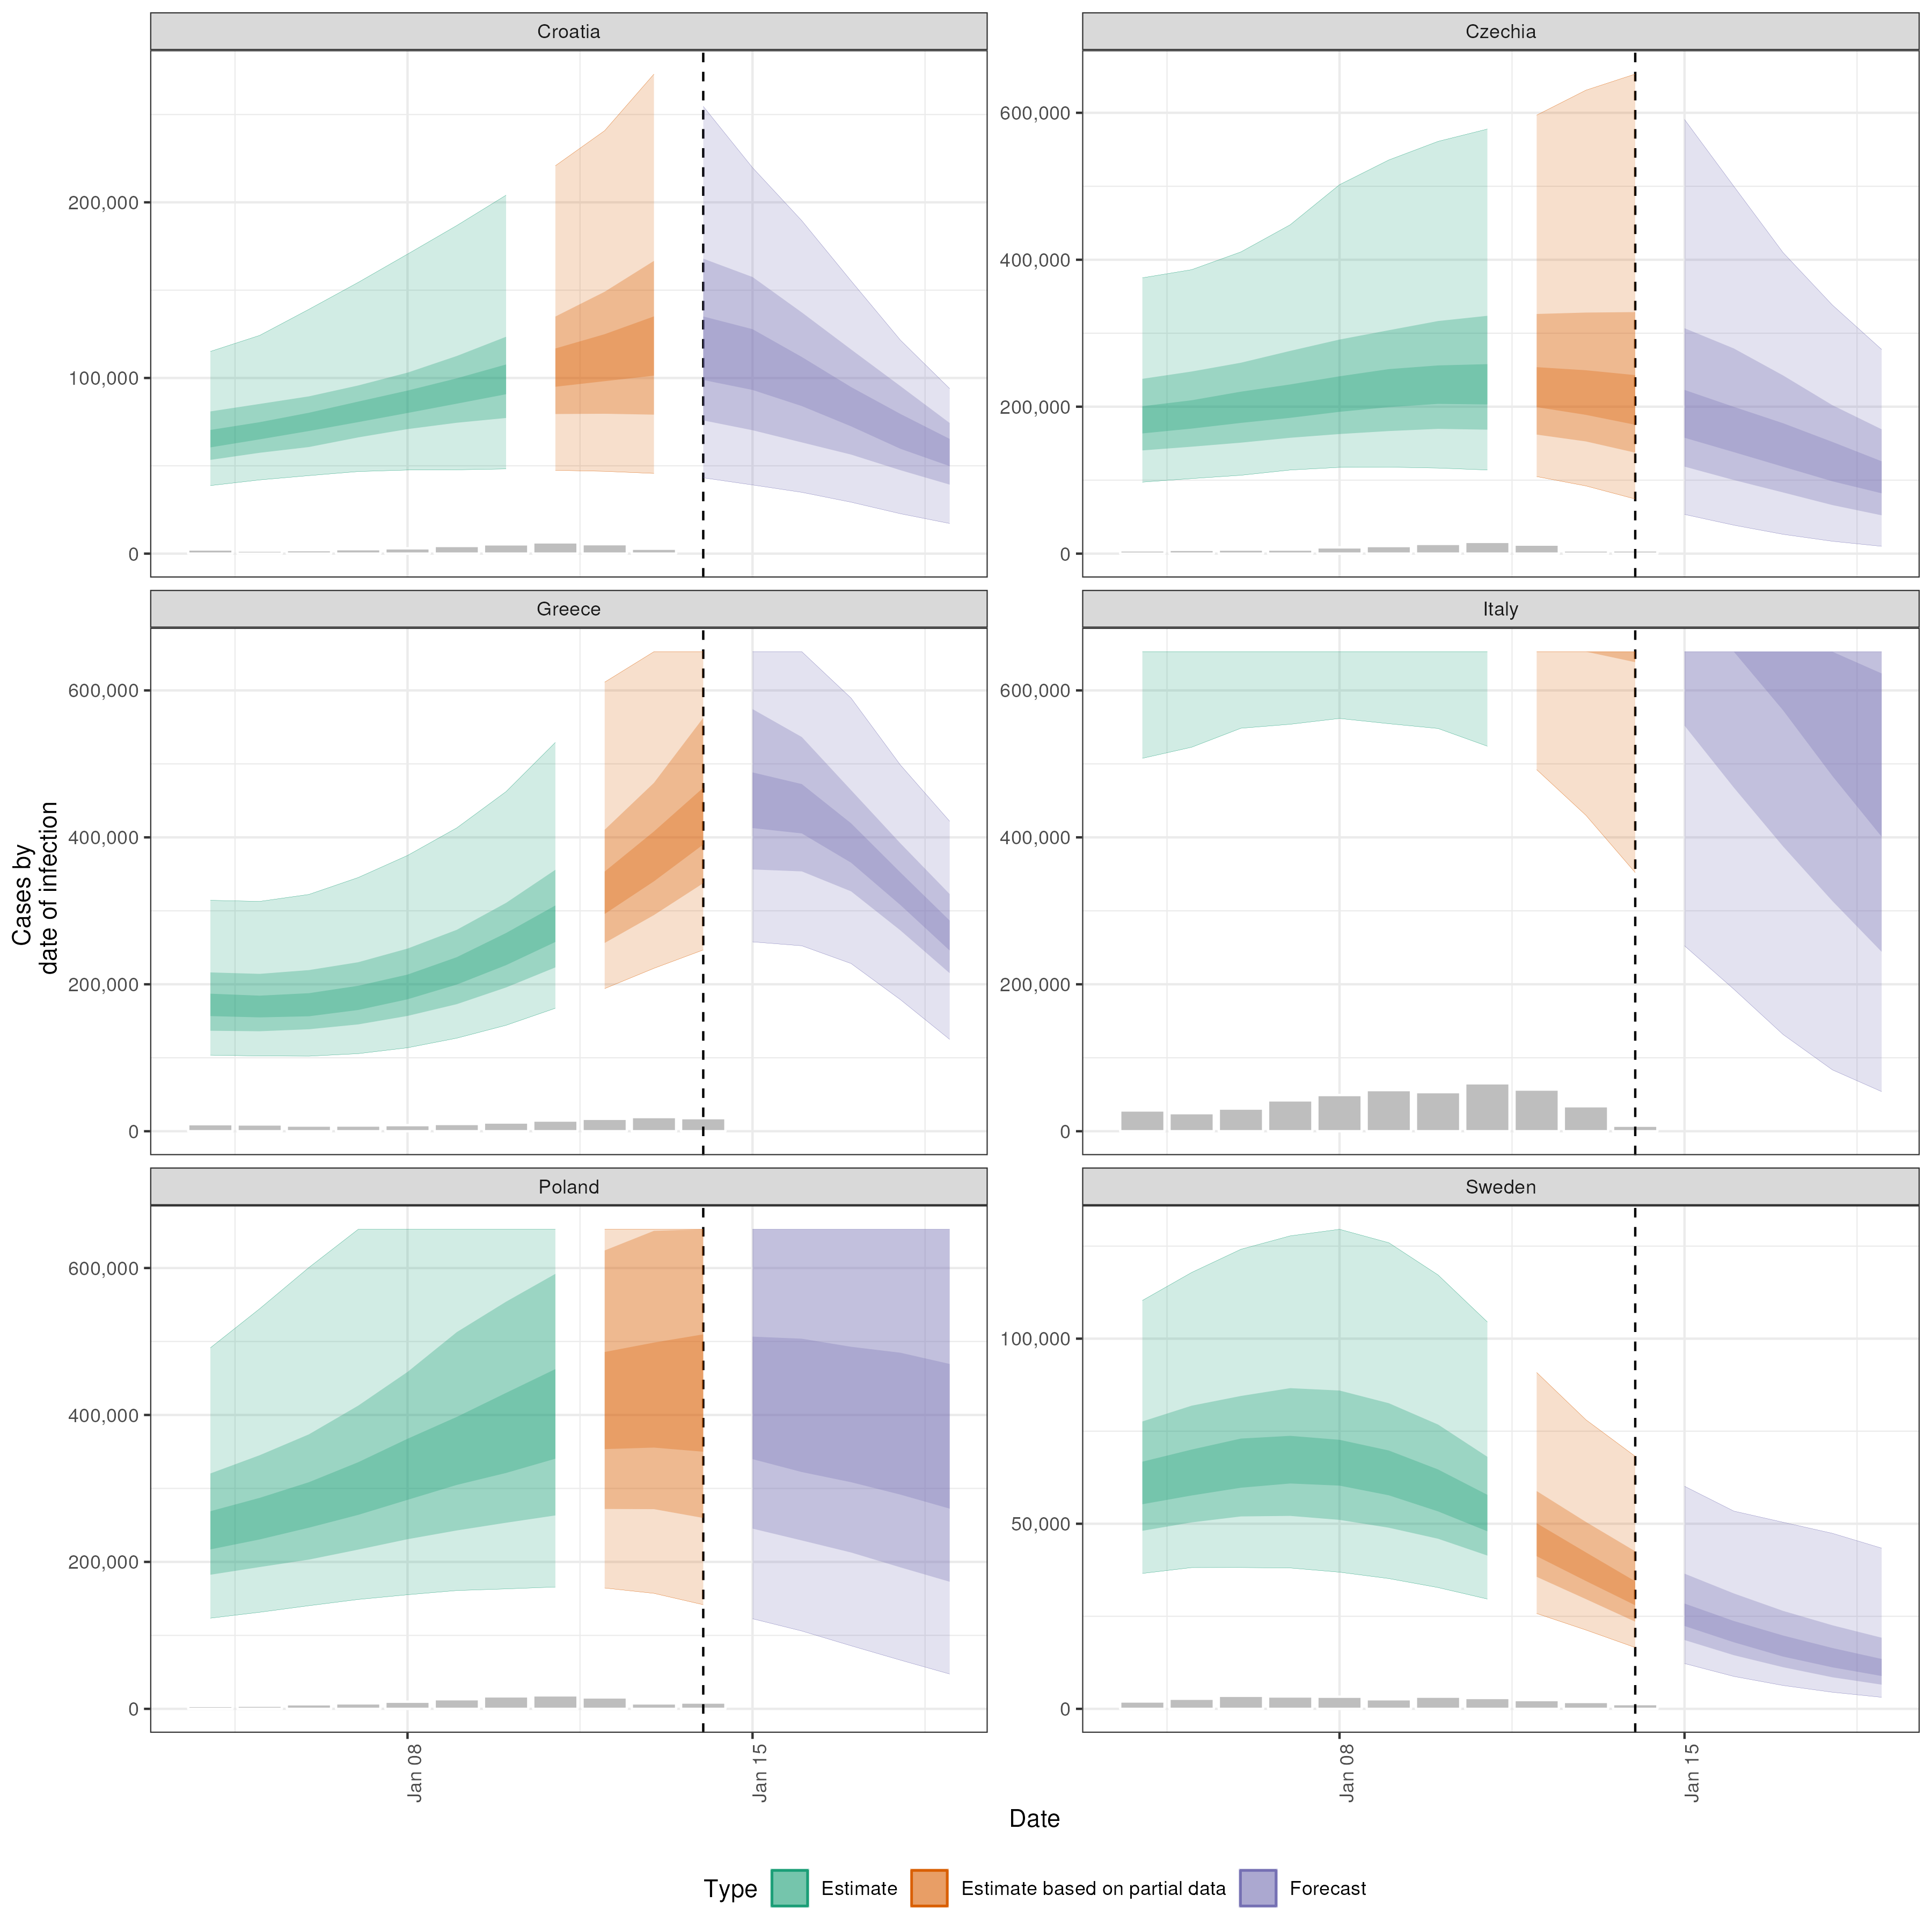 Croatia
Czechia
200,000
100,000
0
600,000
400,000
200,000
0
Greece
Italy
600,000
400,000
200,000
0
600,000
400,000
200,000
0
Poland
Sweden
600,000
400,000
200,000
0
100,000
50,000
0
Cases by
date of infection
Jan 08
Jan 15
Jan 08
Jan 15
Date
Type
Estimate
Estimate based on partial data
Forecast